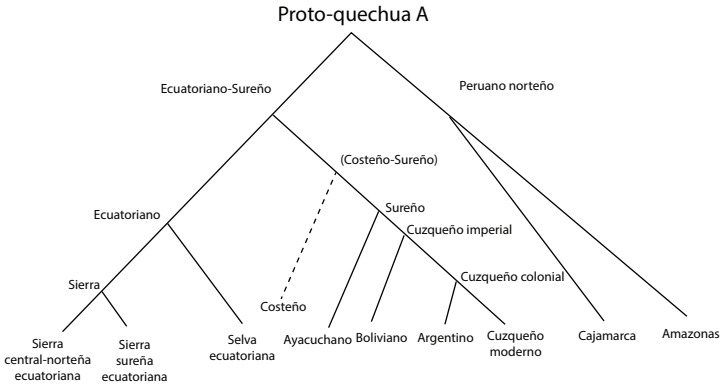 Proto-quechua A
Ecuatoriano-Sureño
Peruano norteño
(Costeño-Sureño)
Ecuatoriano
Sureño
Cuzqueño imperial
Sierra
Cuzqueño colonial
Costeño
Sierra
central-norteña
ecuatoriana
Sierra
sureña
ecuatoriana
Selva
ecuatoriana
Ayacuchano
Boliviano
Argentino
Cuzqueño
moderno
Cajamarca
Amazonas